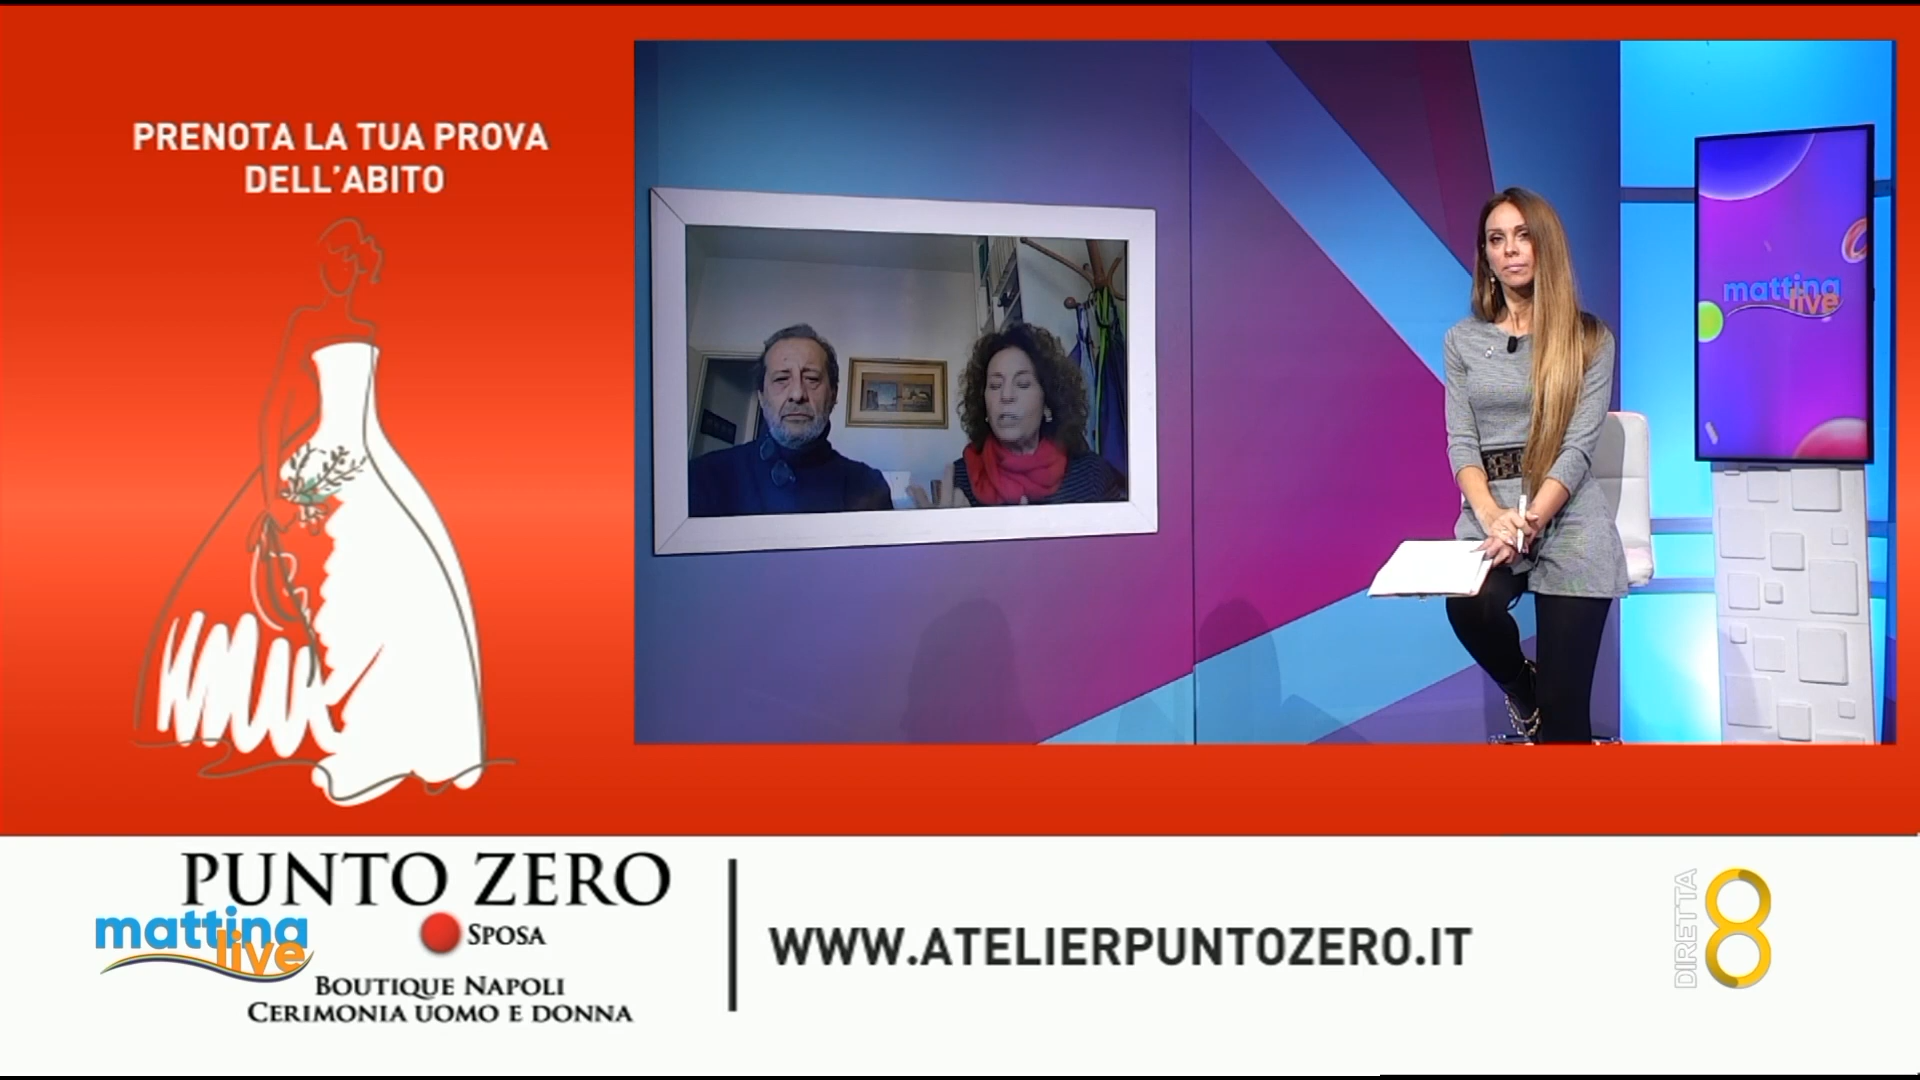 PRENOTA LA TUA PROVA
DELL'ABITO
mattina
live
PUNTO ZERO
SPOSA
BOUTIQUE NAPOLI
CERIMONIA UOMO E DONNA
mattina
live
WWW.ATELIERPUNTOZERO.IT
DIRETTA
8